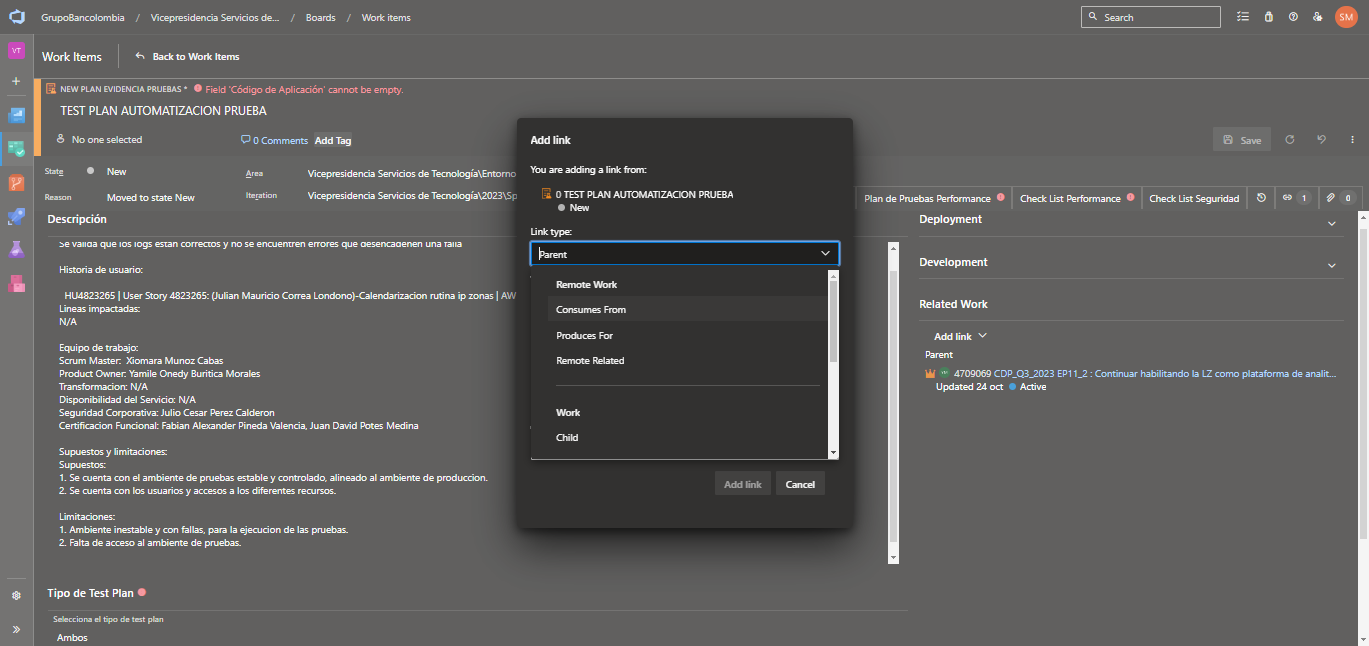 GrupoBancolombia / Vicepresidencia Servicios de... / Boards / Work items
Search
SM
VT
Work Items
Back to Work Items
NEW PLAN EVIDENCIA PRUEBAS * Field 'Código de Aplicación' cannot be empty.
TEST PLAN AUTOMATIZACION PRUEBA
No one selected
0 Comments
Add Tag
Save
State
New
Area
Vicepresidencia Servicios de Tecnología\Entorno
Reason
Moved to state New
Iteration
Vicepresidencia Servicios de Tecnología\2023\Sp
Plan de Pruebas Performance
Check List Performance
Check List Seguridad
1
0
Descripción
Se valida que los logs estan correctos y no se encuentren errores que desencadenen una falla
Historia de usuario:
HU4823265 | User Story 4823265: (Julian Mauricio Correa Londono)-Calendarizacion rutina ip zonas | AW
Lineas impactadas:
N/A
Equipo de trabajo:
Scrum Master: Xiomara Munoz Cabas
Product Owner: Yamile Onedy Buritica Morales
Transformacion: N/A
Disponibilidad del Servicio: N/A
Seguridad Corporativa: Julio Cesar Perez Calderon
Certificacion Funcional: Fabian Alexander Pineda Valencia, Juan David Potes Medina
Supuestos y limitaciones:
Supuestos:
1. Se cuenta con el ambiente de pruebas estable y controlado, alineado al ambiente de produccion.
2. Se cuenta con los usuarios y accesos a los diferentes recursos.
Limitaciones:
1. Ambiente inestable y con fallas, para la ejecucion de las pruebas.
2. Falta de acceso al ambiente de pruebas.
Tipo de Test Plan
Selecciona el tipo de test plan
Ambos
Add link
You are adding a link from:
0 TEST PLAN AUTOMATIZACION PRUEBA
New
Link type:
Parent
Remote Work
Consumes From
Produces For
Remote Related
Work
Child
Add link
Cancel
Deployment
Development
Related Work
Add link
Parent
4709069 CDP_Q3_2023 EP11_2 : Continuar habilitando la LZ como plataforma de analit...
Updated 24 oct
Active